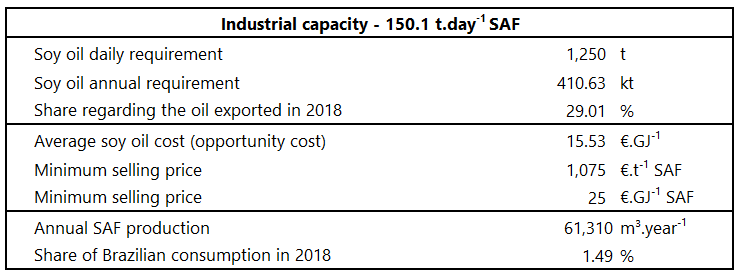 Industrial capacity - 150.1 t.day⁻¹ SAF
Soy oil daily requirement 1,250 t
Soy oil annual requirement 410.63 kt
Share regarding the oil exported in 2018 29.01 %
Average soy oil cost (opportunity cost) 15.53 €.GJ⁻¹
Minimum selling price 1,075 €.t⁻¹ SAF
Minimum selling price 25 €.GJ⁻¹ SAF
Annual SAF production 61,310 m³.year⁻¹
Share of Brazilian consumption in 2018 1.49 %